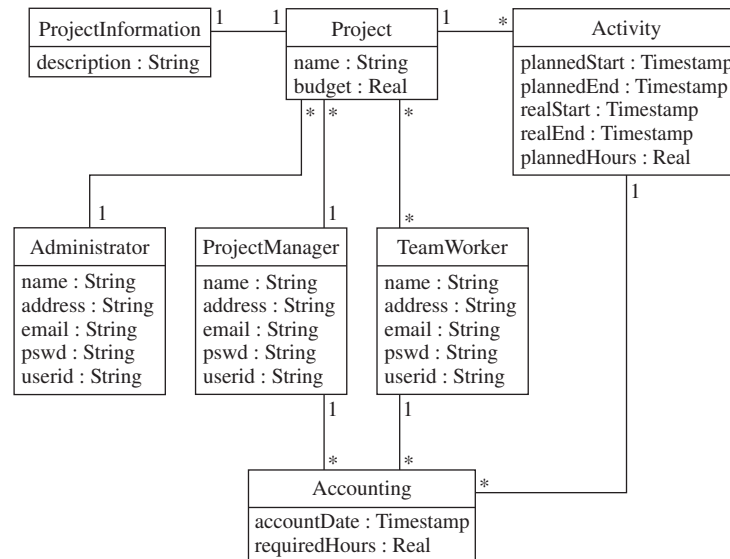 ProjectInformation
description : String
1
1
Project
name : String
budget : Real
1
*
Activity
plannedStart : Timestamp
plannedEnd : Timestamp
realStart : Timestamp
realEnd : Timestamp
plannedHours : Real
*
*
*
1
1
1
*
Administrator
name : String
address : String
email : String
pswd : String
userid : String
ProjectManager
name : String
address : String
email : String
pswd : String
userid : String
TeamWorker
name : String
address : String
email : String
pswd : String
userid : String
1
1
*
*
*
Accounting
accountDate : Timestamp
requiredHours : Real